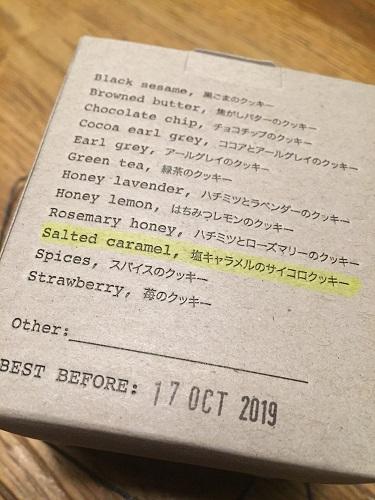 Black sesame, 黒ごまのクッキー
Browned butter, 焦がしバターのクッキー
Chocolate chip, チョコチップのクッキー
Cocoa earl grey, ココアとアールグレイのクッキー
Earl grey, アールグレイのクッキー
Green tea, 緑茶のクッキー
Honey lavender, ハチミツとラベンダーのクッキー
Honey lemon, はちみつレモンのクッキー
Rosemary honey, ハチミツとローズマリーのクッキー
Salted caramel, 塩キャラメルのサイコロクッキー
Spices, スパイスのクッキー
Strawberry, 苺のクッキー
Other:
BEST BEFORE: 17 OCT 2019